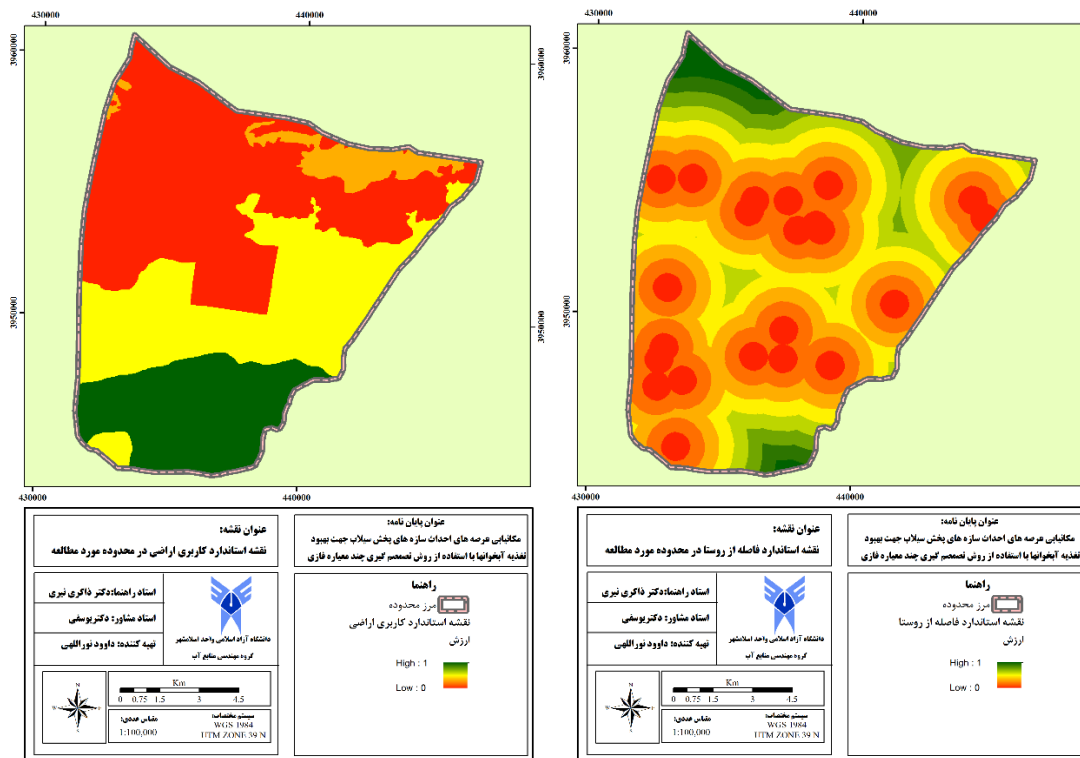 430000
440000
3960000
3960000
3950000
3950000
430000
440000
عنوان نقشه:
نقشه استاندارد کاربری اراضی در محدوده مورد مطالعه
عنوان پایان نامه:
مکانیابی عرصه های احداث سازه های پخش سیلاب جهت بهبود
تغذیه آبخوانها با استفاده از روش تصمیم گیری چند معیاره فازی
استاد راهنما:دکتر ذاکری نیری
استاد مشاور: دکتریوسفی
تهیه کننده: داوود نوراللهی
دانشگاه آزاد اسلامی واحد اسلامشهر
گروه مهندسی منابع آب
راهنما
مرز محدوده
نقشه استاندارد کاربری اراضی
ارزش
High : 1
Low : 0
N
W E
S
Km
0 0.75 1.5 3 4.5
مقیاس عددی:
1:100,000
سیستم مختصات:
WGS 1984
UTM ZONE 39 N
430000
440000
3960000
3960000
3950000
3950000
430000
440000
عنوان نقشه:
نقشه استاندارد فاصله از روستا در محدوده مورد مطالعه
عنوان پایان نامه:
مکانیابی عرصه های احداث سازه های پخش سیلاب جهت بهبود
تغذیه آبخوانها با استفاده از روش تصمیم گیری چند معیاره فازی
استاد راهنما:دکتر ذاکری نیری
استاد مشاور: دکتریوسفی
تهیه کننده: داوود نوراللهی
دانشگاه آزاد اسلامی واحد اسلامشهر
گروه مهندسی منابع آب
راهنما
مرز محدوده
نقشه استاندارد فاصله از روستا
ارزش
High : 1
Low : 0
N
W E
S
Km
0 0.75 1.5 3 4.5
مقیاس عددی:
1:100,000
سیستم مختصات:
WGS 1984
UTM ZONE 39 N